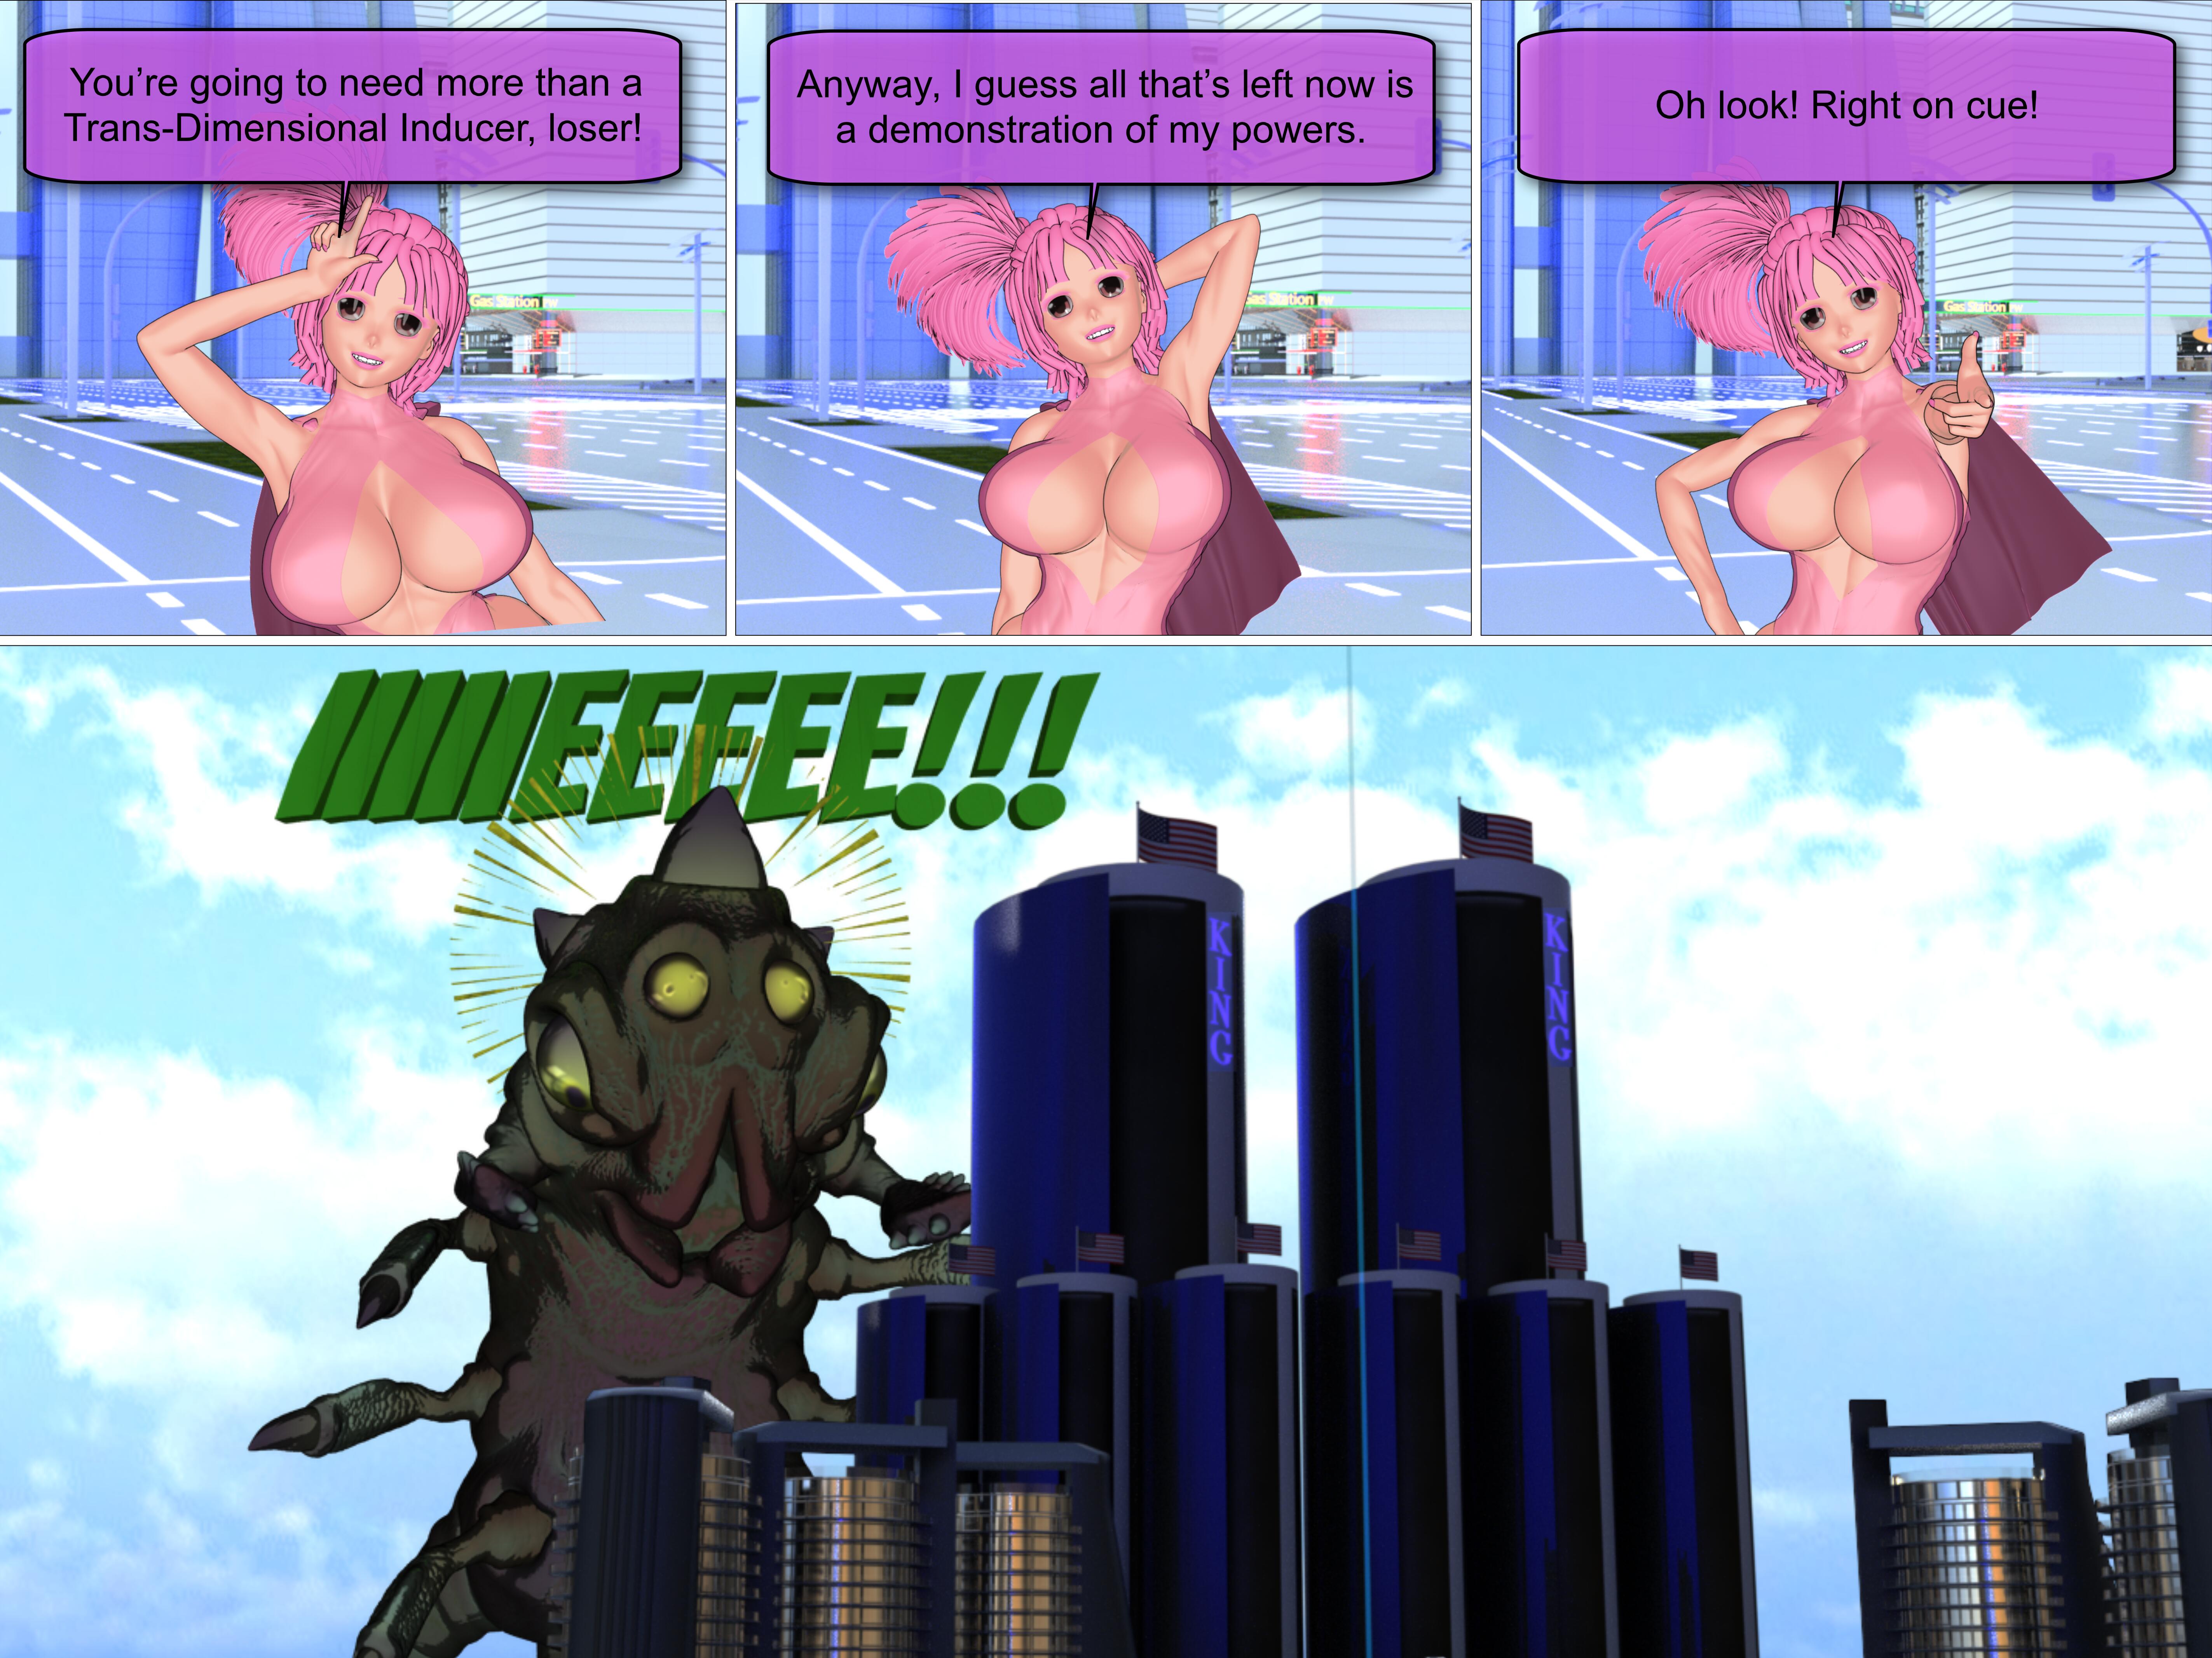 You’re going to need more than a
Trans-Dimensional Inducer, loser!
Anyway, I guess all that’s left now is
a demonstration of my powers.
Oh look! Right on cue!
Gas Station
Gas Station
Gas Station
IIIIIEEEEE!!!
KING
KING